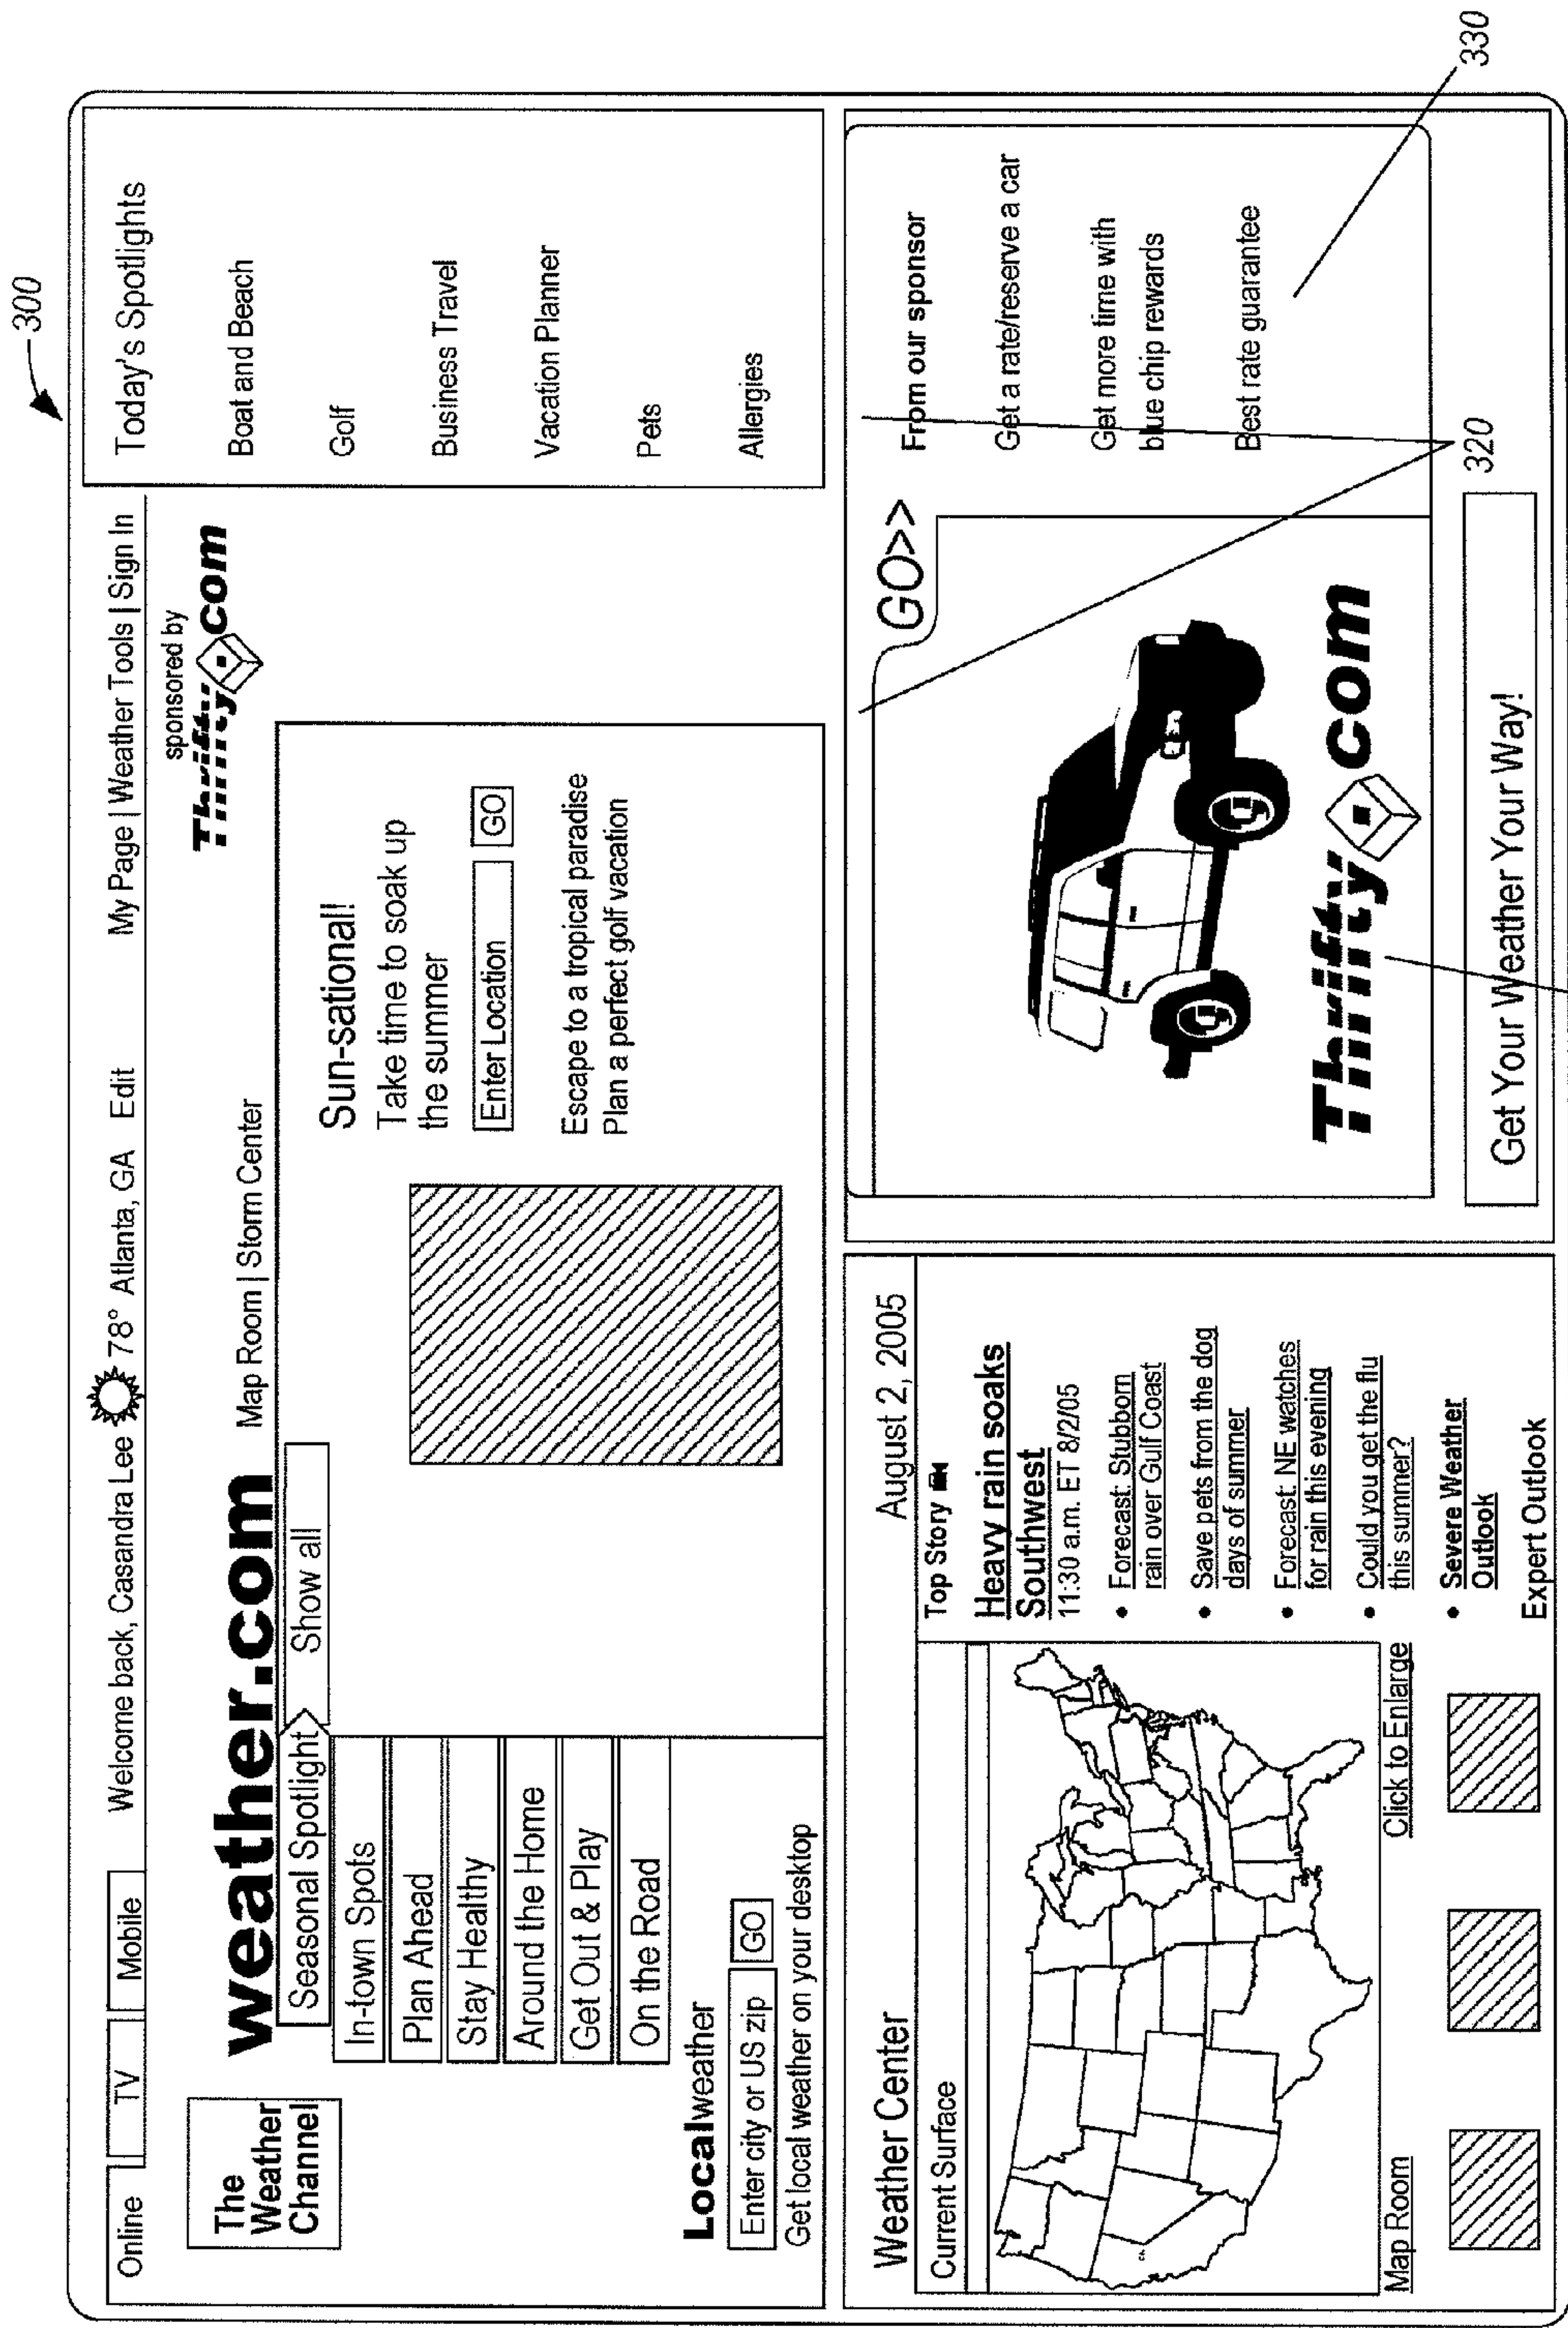 300
Online
TV
Mobile
Welcome back, Casandra Lee 78° Atlanta, GA Edit
My Page | Weather Tools | Sign In
The
Weather
Channel
weather.com
Map Room | Storm Center
sponsored by
Thrifty.com
Seasonal Spotlight
Show all
In-town Spots
Plan Ahead
Stay Healthy
Around the Home
Get Out & Play
On the Road
Localweather
Enter city or US zip GO
Get local weather on your desktop
Sun-sational!
Take time to soak up
the summer
Enter Location GO
Escape to a tropical paradise
Plan a perfect golf vacation
Today's Spotlights
Boat and Beach
Golf
Business Travel
Vacation Planner
Pets
Allergies
Weather Center
August 2, 2005
Current Surface
Map Room
Click to Enlarge
Top Story
Heavy rain soaks
Southwest
11:30 a.m. ET 8/2/05
• Forecast: Stubborn
rain over Gulf Coast
• Save pets from the dog
days of summer
• Forecast: NE watches
for rain this evening
• Could you get the flu
this summer?
• Severe Weather
Outlook
Expert Outlook
GO>>
Thrifty.com
From our sponsor
Get a rate/reserve a car
Get more time with
blue chip rewards
Best rate guarantee
Get Your Weather Your Way!
320
330